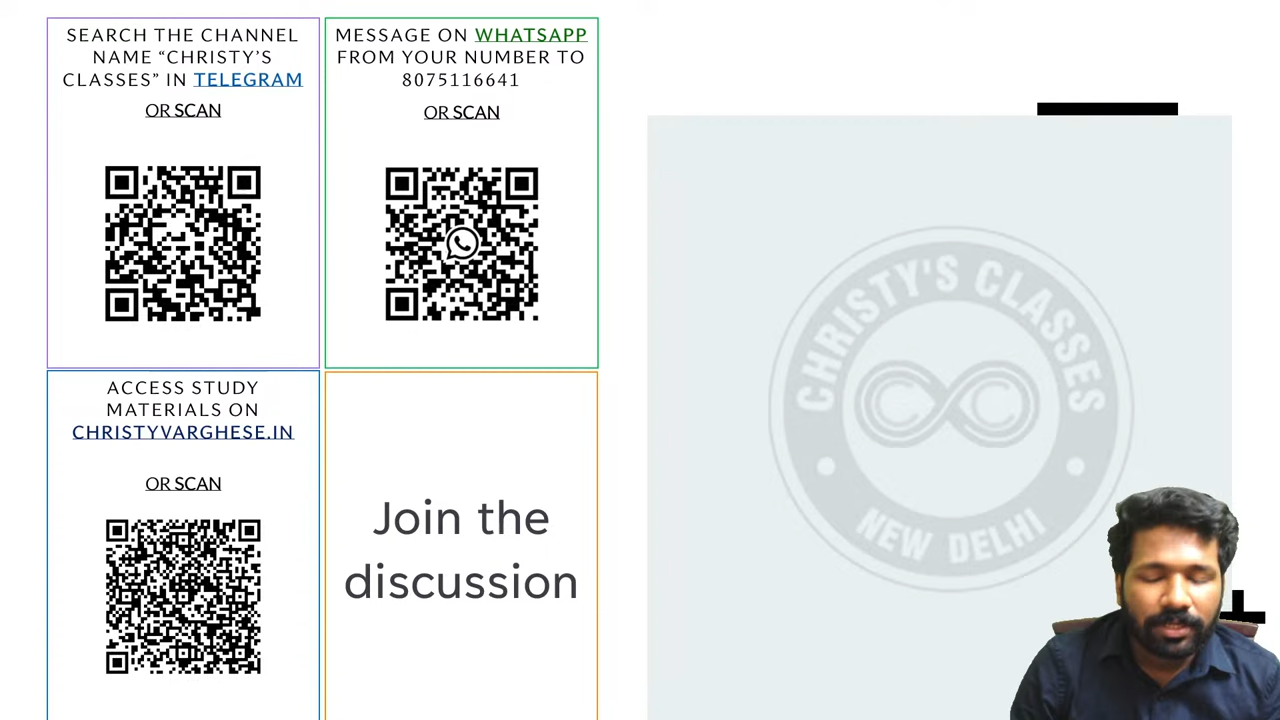 SEARCH THE CHANNEL
NAME “CHRISTY’S
CLASSES” IN TELEGRAM
OR SCAN
MESSAGE ON WHATSAPP
FROM YOUR NUMBER TO
8075116641
OR SCAN
ACCESS STUDY
MATERIALS ON
CHRISTYVARGHESE.IN
OR SCAN
Join the
discussion
CHRISTY'S CLASSES
NEW DELHI